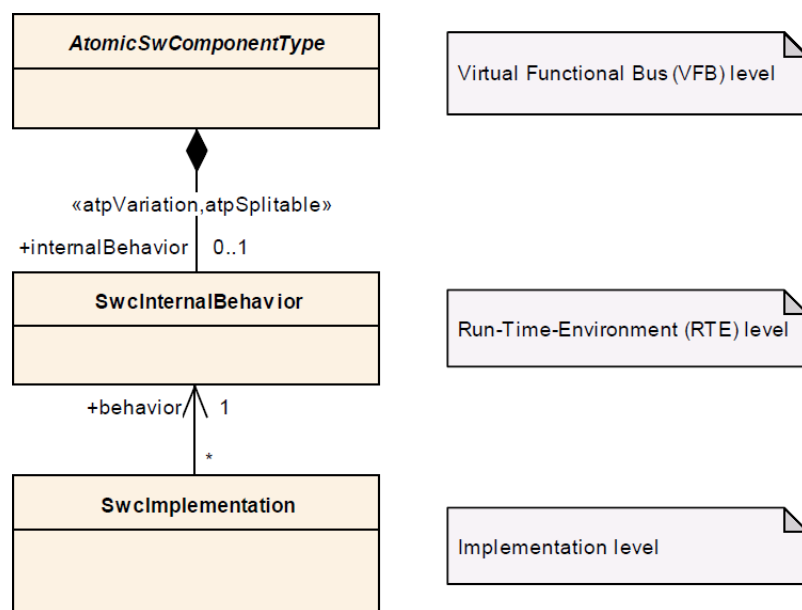 AtomicSwComponentType
Virtual Functional Bus (VFB) level
«atpVariation,atpSplitable»
+internalBehavior 0..1
SwcInternalBehavior
Run-Time-Environment (RTE) level
+behavior 1
*
SwcImplementation
Implementation level